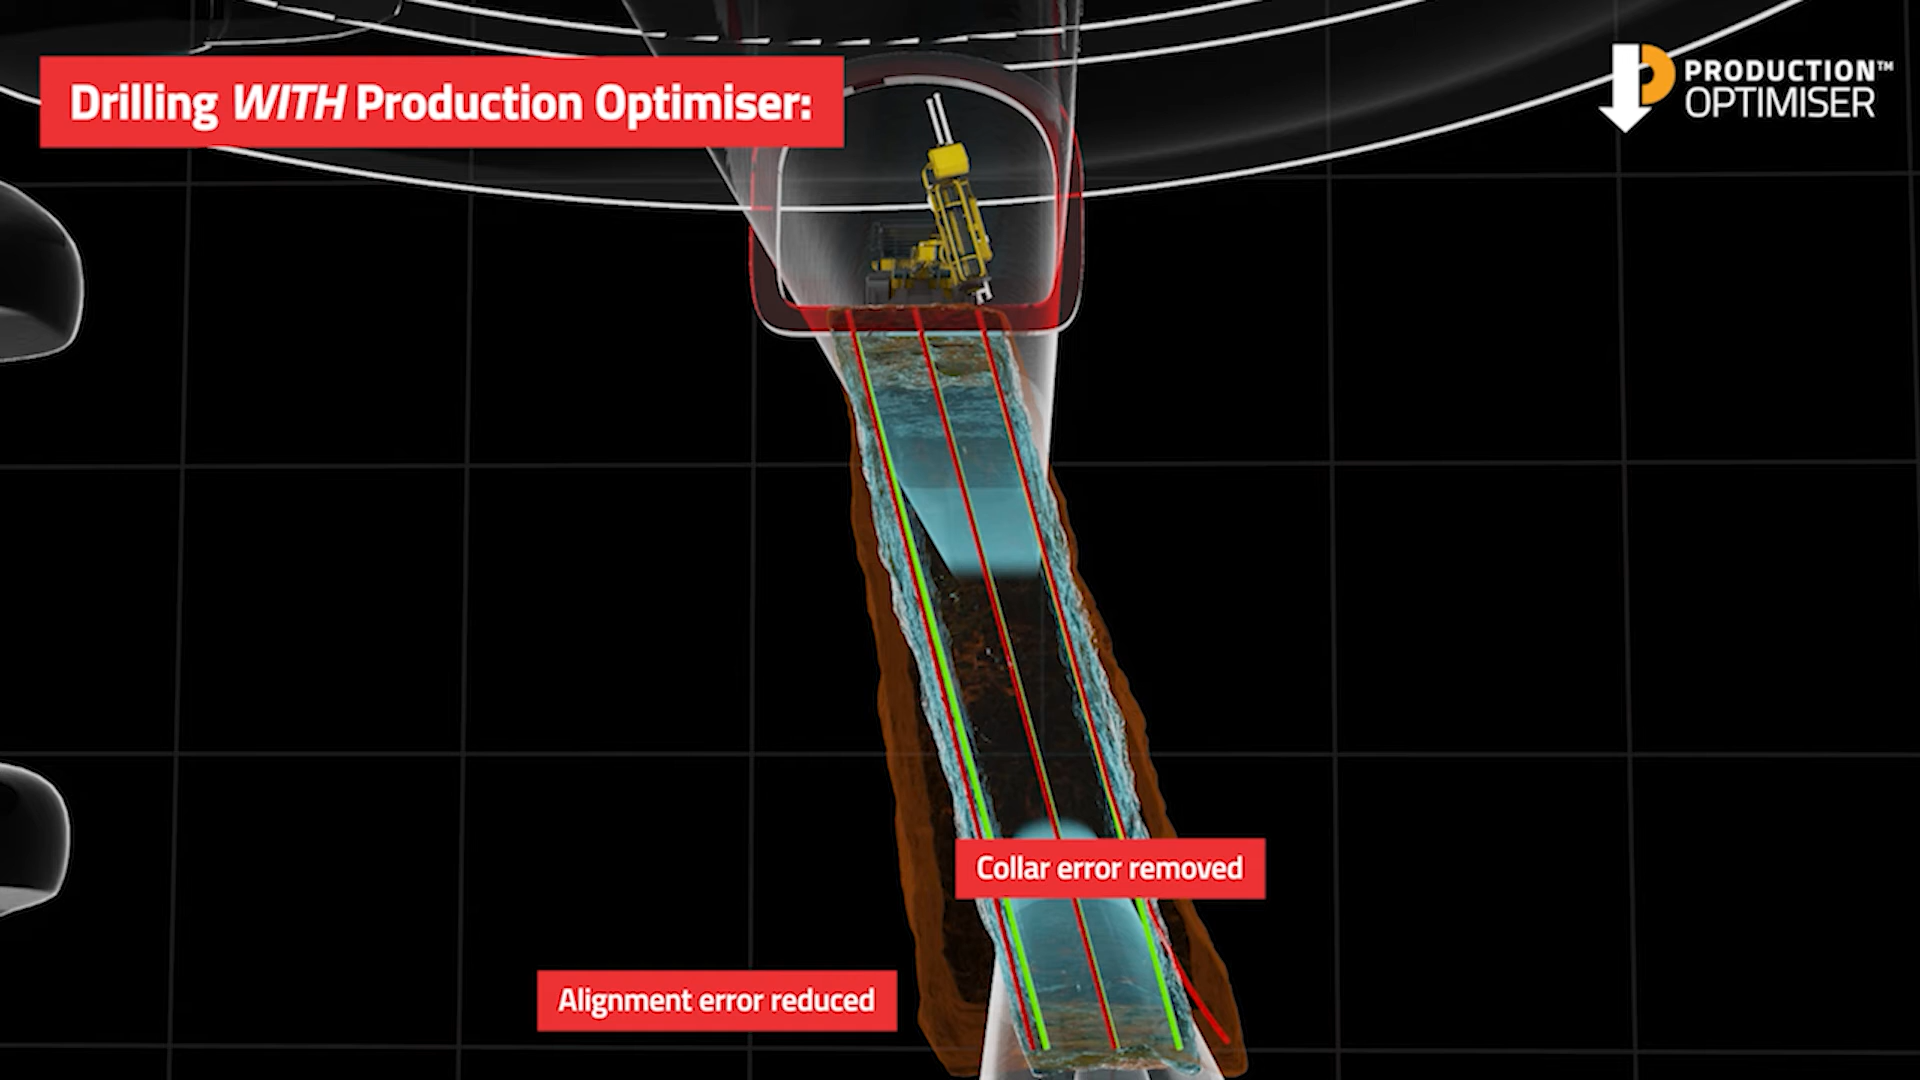 Drilling WITH Production Optimiser:
PRODUCTION™
OPTIMISER
Collar error removed
Alignment error reduced